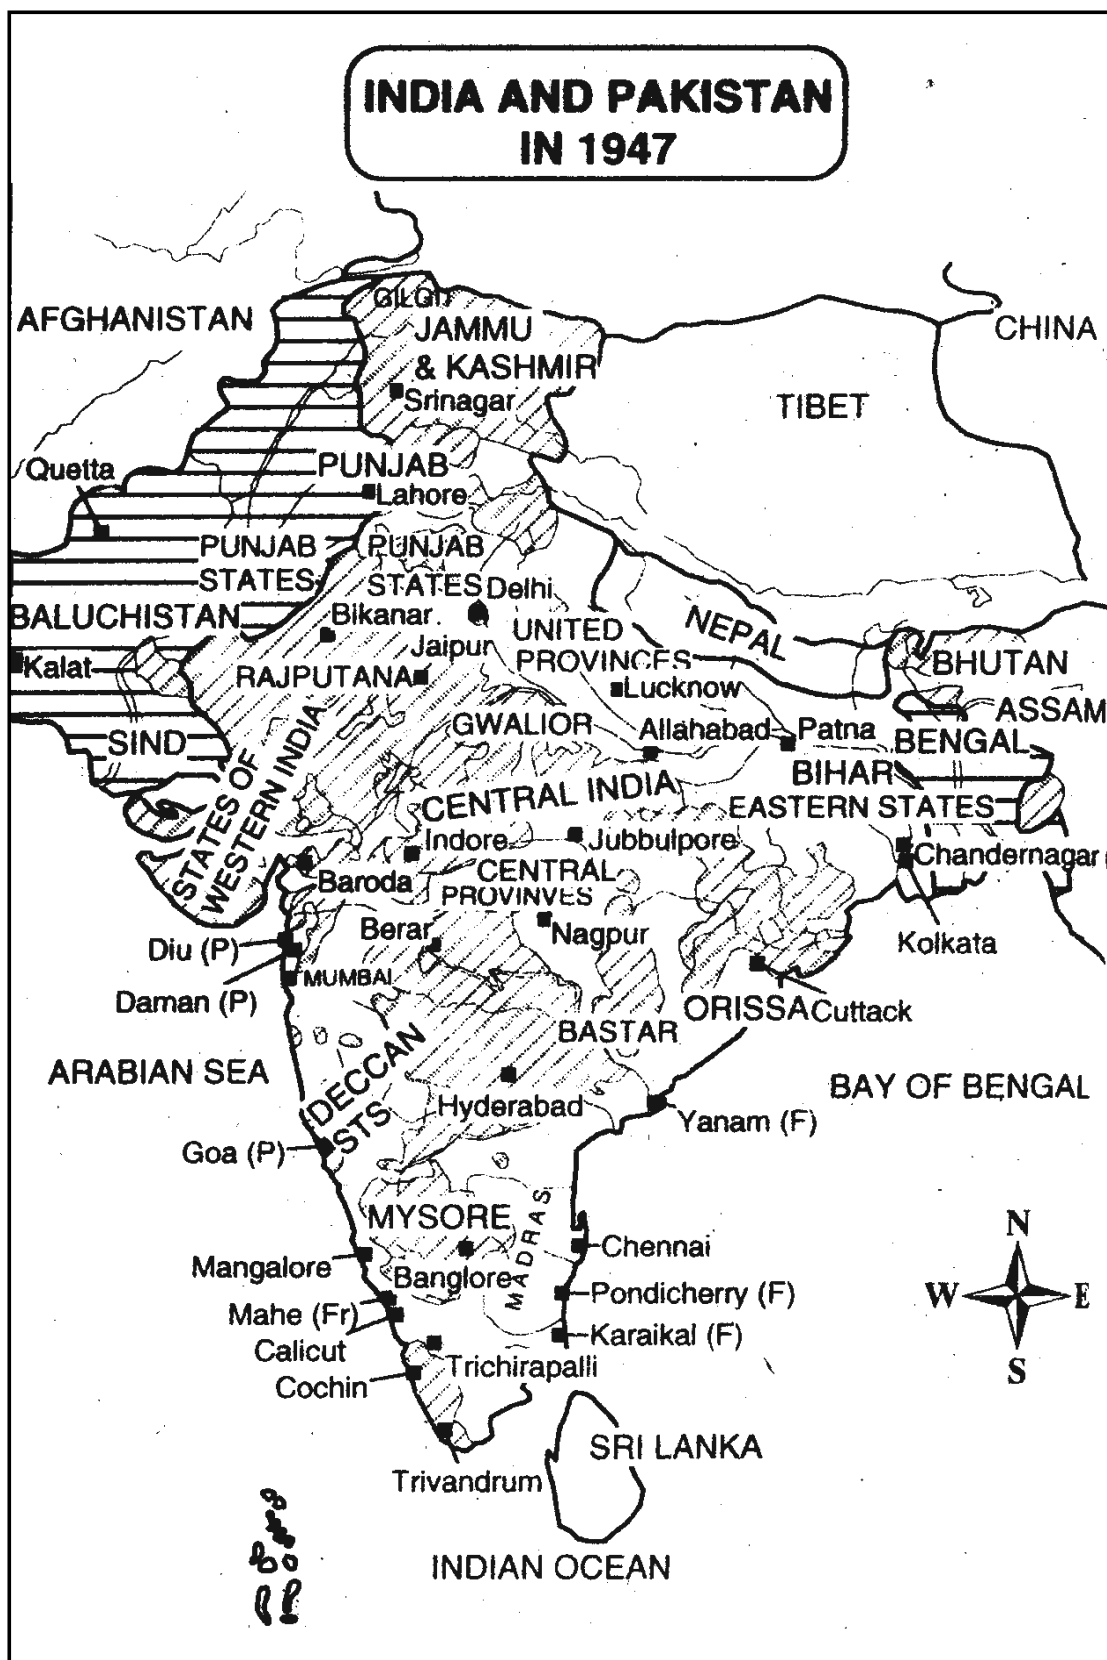 INDIA AND PAKISTAN
IN 1947
AFGHANISTAN
GILGIT
JAMMU
& KASHMIR
Srinagar
CHINA
TIBET
Quetta
PUNJAB
Lahore
PUNJAB
STATES
PUNJAB
STATES
Delhi
BALUCHISTAN
Bikanar
Jaipur
UNITED
PROVINCES
NEPAL
BHUTAN
Kalat
RAJPUTANA
Lucknow
ASSAM
SIND
GWALIOR
Allahabad
Patna
BENGAL
STATES OF
WESTERN INDIA
CENTRAL INDIA
BIHAR
EASTERN STATES
Indore
Jubbulpore
Chandernagar (
Baroda
CENTRAL
PROVINVES
Diu (P)
Berar
Nagpur
Kolkata
Daman (P)
MUMBAI
ORISSA
Cuttack
BASTAR
ARABIAN SEA
DECCAN
STS
BAY OF BENGAL
Hyderabad
Yanam (F)
Goa (P)
MYSORE
MADRAS
N
Mangalore
Banglore
Chennai
W
E
Mahe (Fr)
Pondicherry (F)
Calicut
Karaikal (F)
S
Cochin
Trichirapalli
SRI LANKA
Trivandrum
INDIAN OCEAN